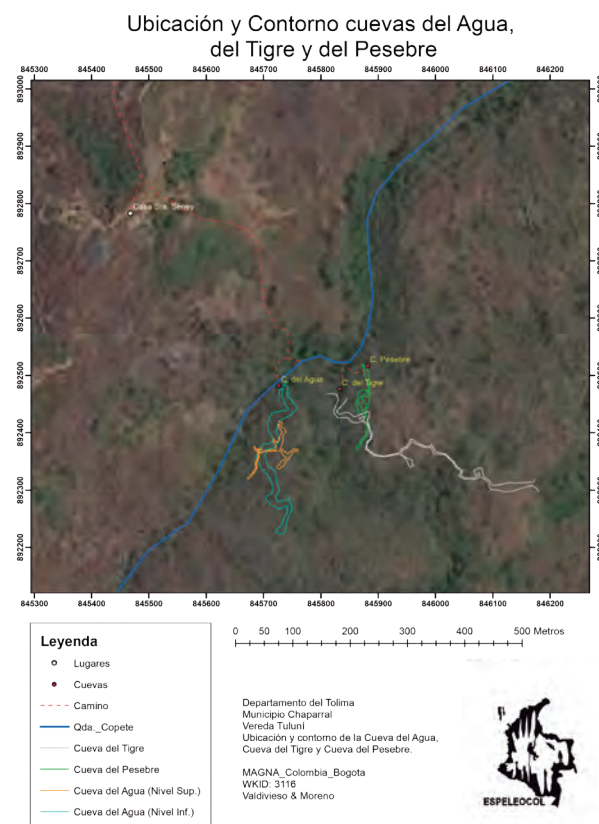 Ubicación y Contorno cuevas del Agua,
del Tigre y del Pesebre
845300 845400 845500 845600 845700 845800 845900 846000 846100 846200
893000
892900
892800
892700
892600
892500
892400
892300
892200
Casa Sra. Seney
C. Pesebre
C. del Agua
C. del Tigre
845300 845400 845500 845600 845700 845800 845900 846000 846100 846200
Leyenda
Lugares
Cuevas
Camino
Qda._Copete
Cueva del Tigre
Cueva del Pesebre
Cueva del Agua (Nivel Sup.)
Cueva del Agua (Nivel Inf.)
0 50 100 200 300 400 500 Metros
Departamento del Tolima
Municipio Chaparral
Vereda Tuluní
Ubicación y contorno de la Cueva del Agua,
Cueva del Tigre y Cueva del Pesebre.
MAGNA_Colombia_Bogota
WKID: 3116
Valdivieso & Moreno
ESPELEOCOL